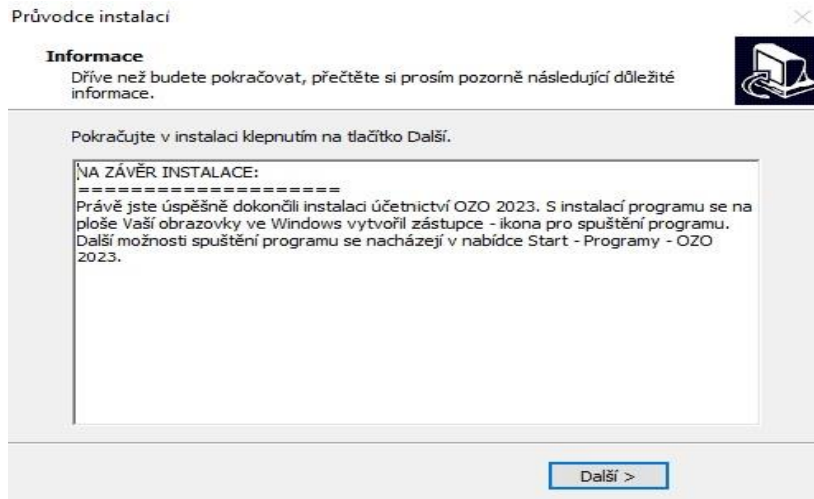 Průvodce instalací
Informace
Dříve než budete pokračovat, přečtěte si prosím pozorně následující důležité
informace.
Pokračujte v instalaci klepnutím na tlačítko Další.
NA ZÁVĚR INSTALACE:
=====================
Právě jste úspěšně dokončili instalaci účetnictví OZO 2023. S instalací programu se na
ploše Vaší obrazovky ve Windows vytvořil zástupce - ikona pro spuštění programu.
Další možnosti spuštění programu se nacházejí v nabídce Start - Programy - OZO
2023.
Další >